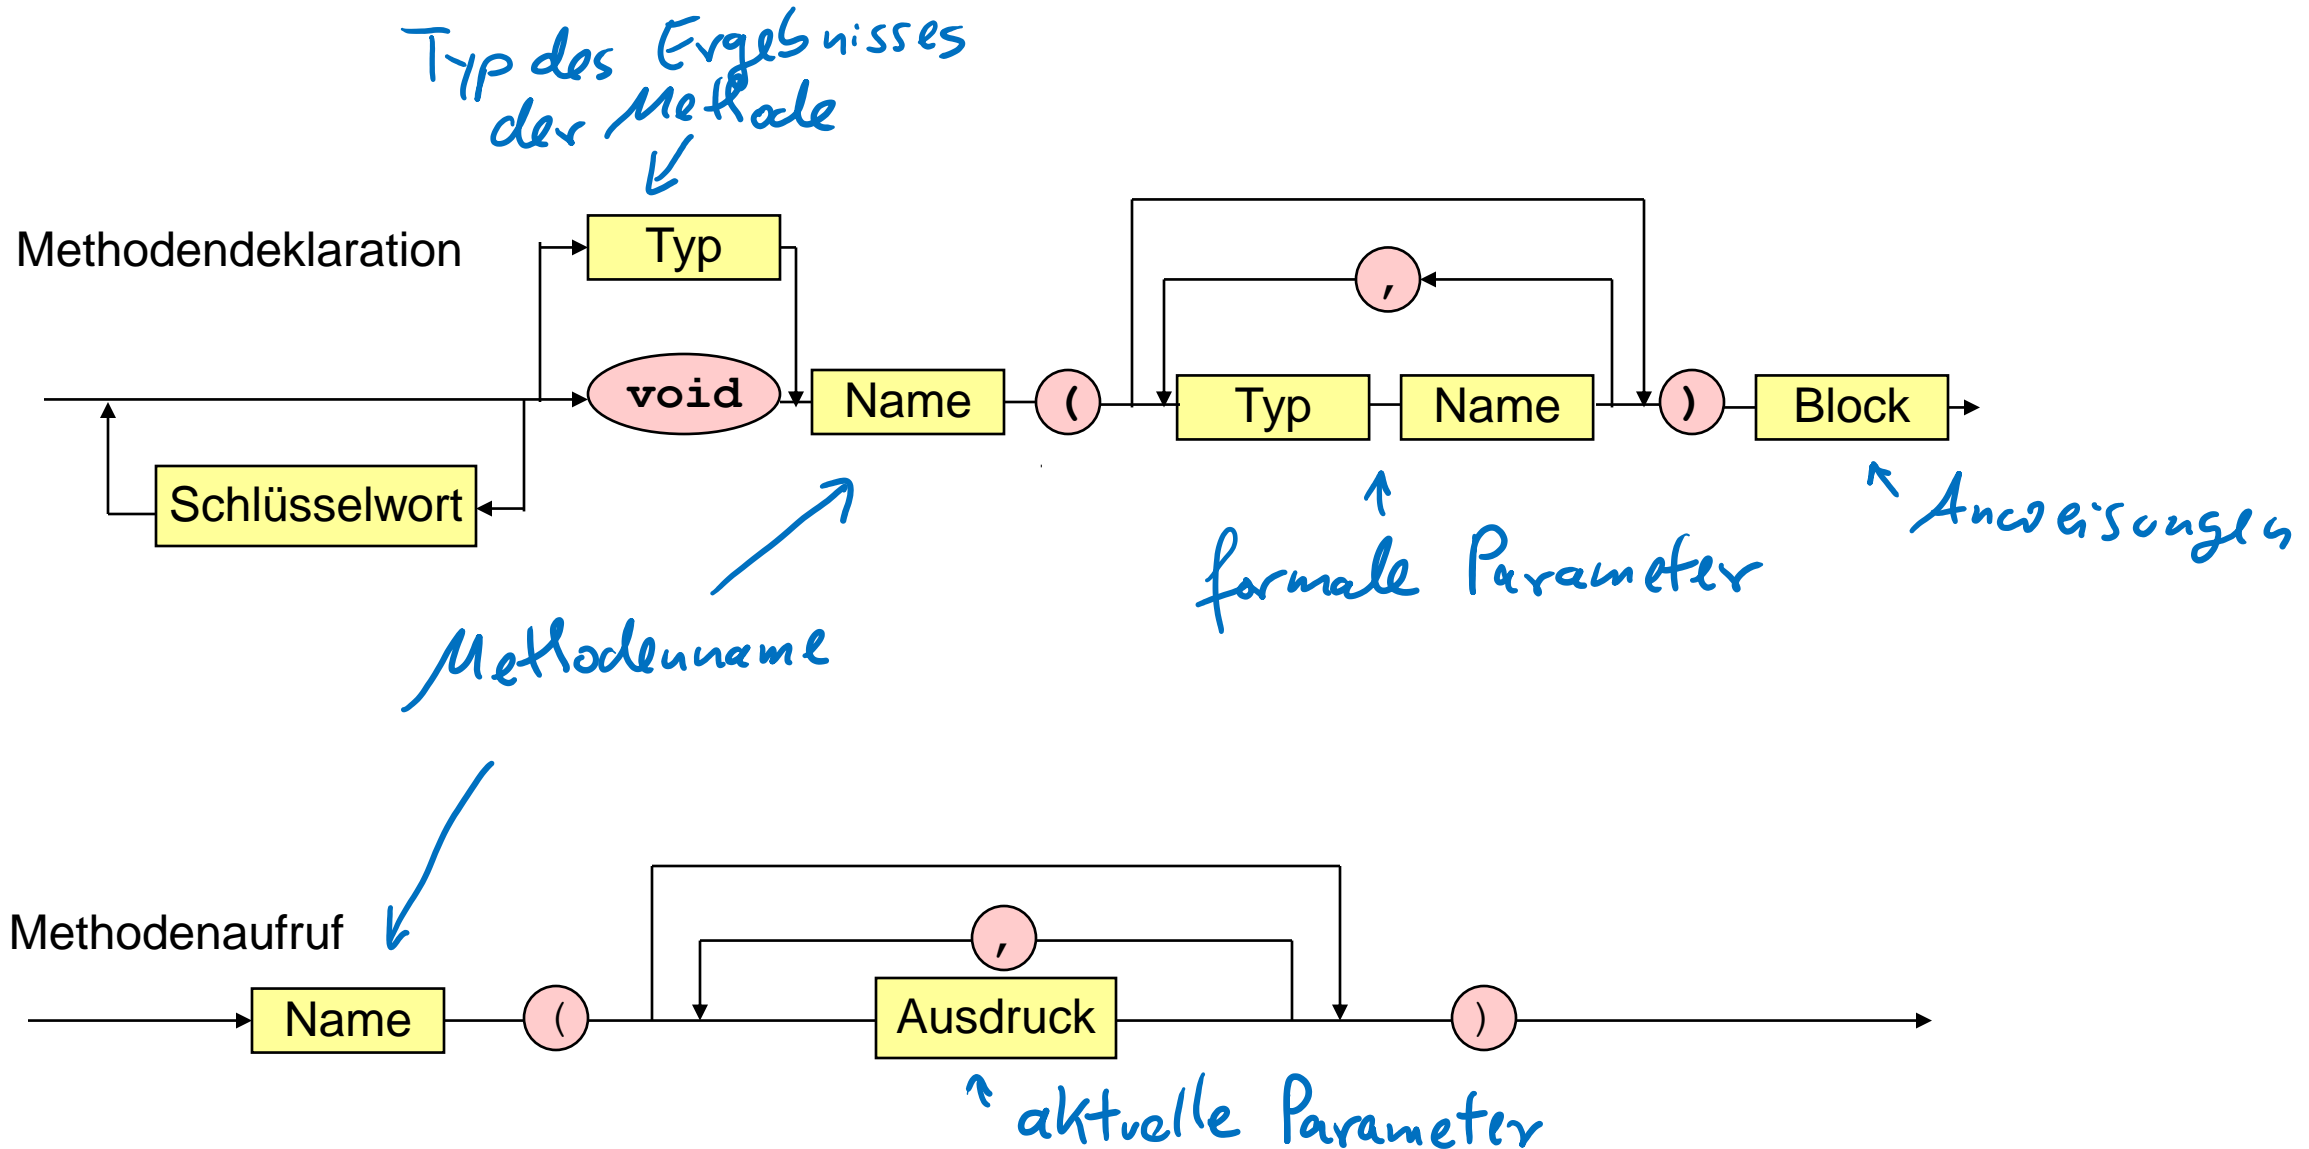 Typ des Ergebnisses
der Methode
Methodendeklaration
Typ
,
void
Name
(
Typ
Name
)
Block
Schlüsselwort
Anweisungen
formale Parameter
Methodenname
Methodenaufruf
,
Name
(
Ausdruck
)
aktuelle Parameter